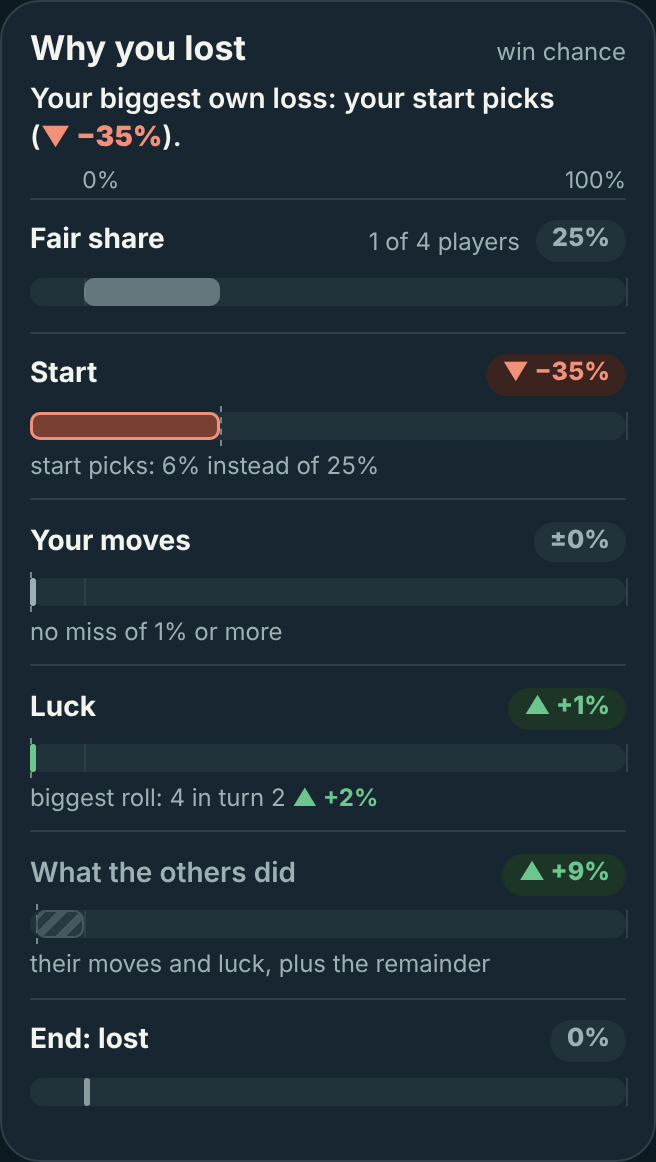 Why you lost
win chance
Your biggest own loss: your start picks
(▼ −35%).
0%
100%
Fair share
1 of 4 players
25%
Start
▼ −35%
start picks: 6% instead of 25%
Your moves
±0%
no miss of 1% or more
Luck
▲ +1%
biggest roll: 4 in turn 2 ▲ +2%
What the others did
▲ +9%
their moves and luck, plus the remainder
End: lost
0%